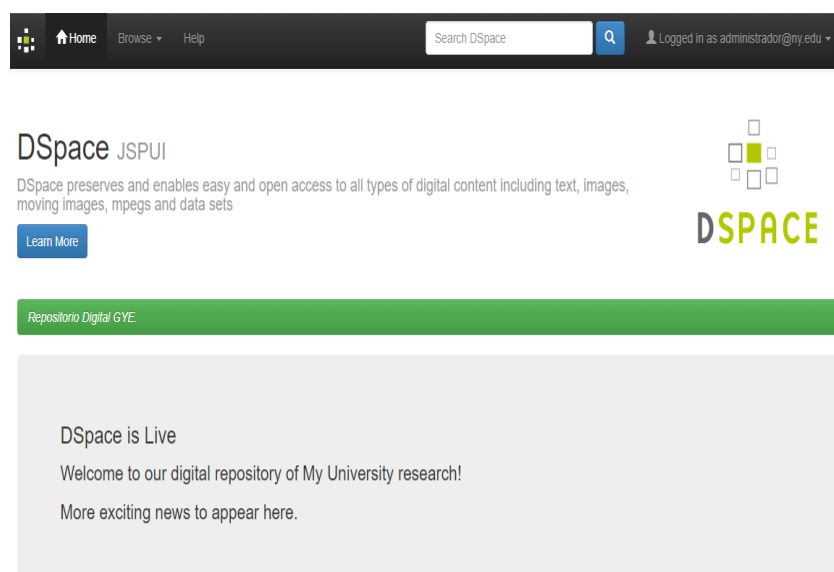 Home Browse Help Search DSpace Logged in as administrador@ny.edu
DSpace JSPUI
DSpace preserves and enables easy and open access to all types of digital content including text, images,
moving images, mpegs and data sets
Learn More
DSPACE
Repositorio Digital GYE.
DSpace is Live
Welcome to our digital repository of My University research!
More exciting news to appear here.